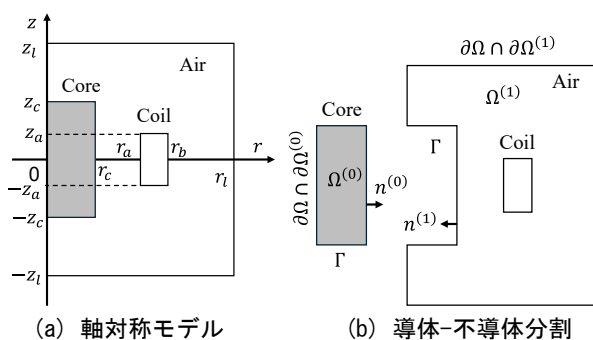 z
z_l
Air
Core
z_c
Coil
z_a
r_a
r_b
r
0
r_c
r_l
-z_a
-z_c
-z_l
(a) 軸対称モデル
∂Ω ∩ ∂Ω^(1)
Air
Ω^(1)
Core
Γ
Coil
∂Ω ∩ ∂Ω^(0)
Ω^(0)
n^(0)
n^(1)
Γ
(b) 導体-不導体分割